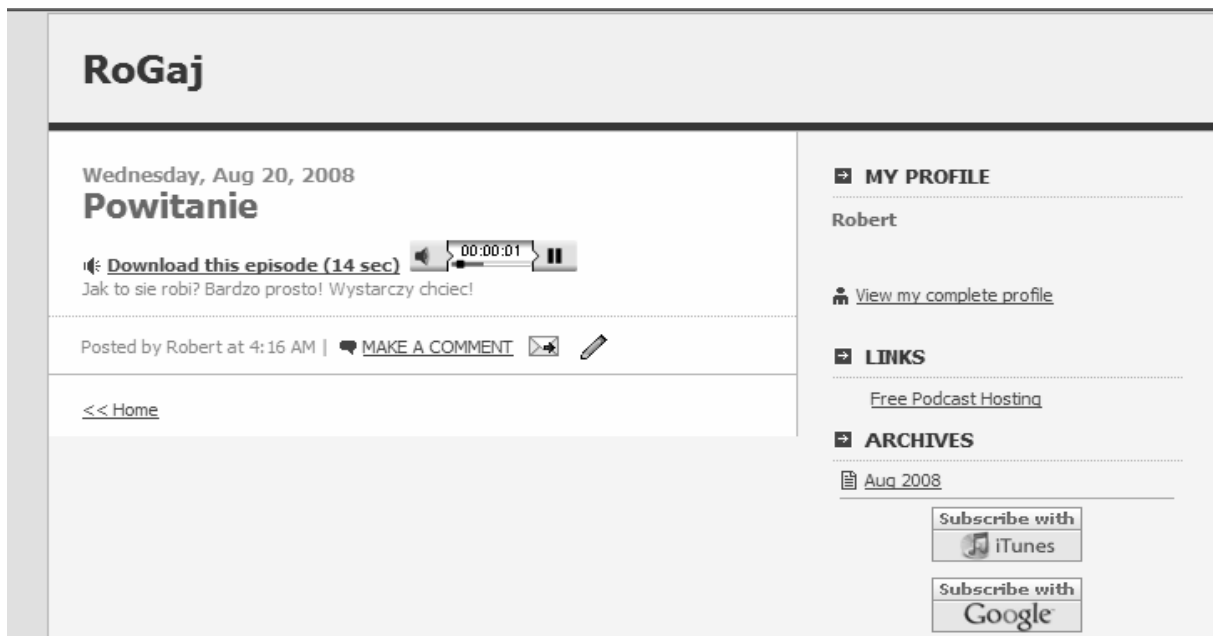 RoGaj
Wednesday, Aug 20, 2008
Powitanie
Download this episode (14 sec) 00:00:01
Jak to sie robi? Bardzo prosto! Wystarczy chciec!
Posted by Robert at 4:16 AM | MAKE A COMMENT
<< Home
MY PROFILE
Robert
View my complete profile
LINKS
Free Podcast Hosting
ARCHIVES
Aug 2008
Subscribe with
iTunes
Subscribe with
Google